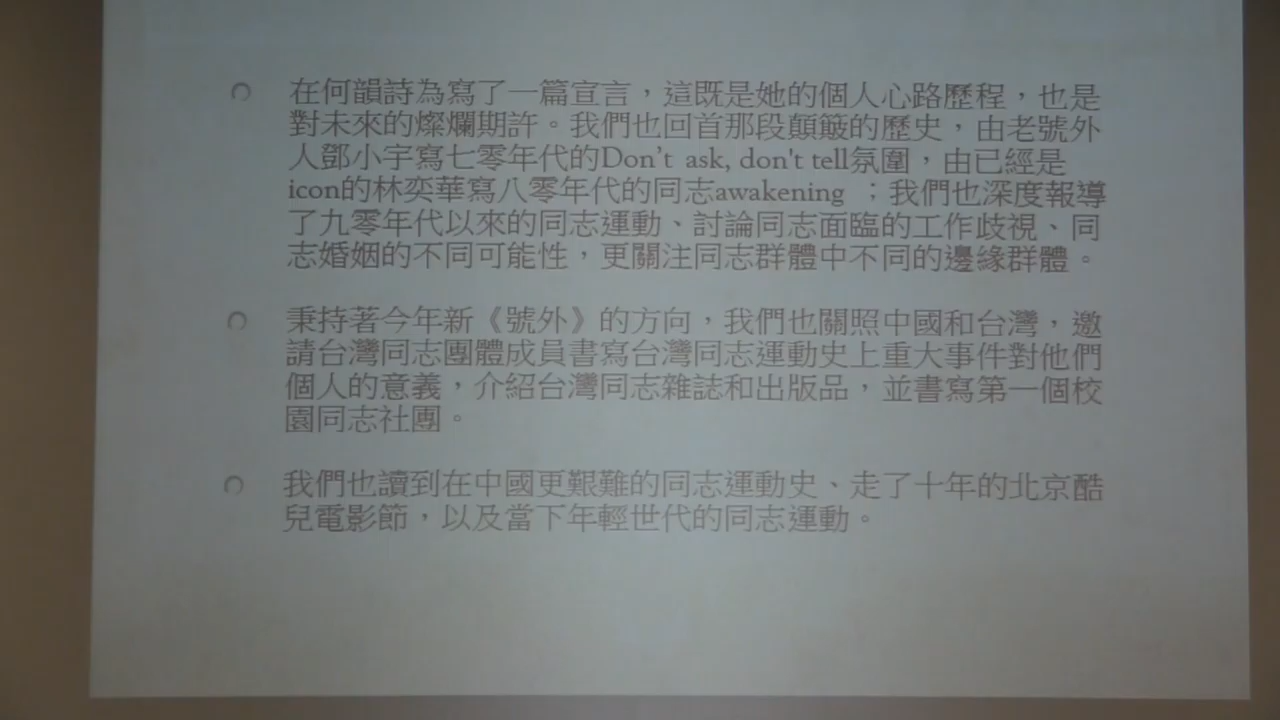 在何韻詩為寫了一篇宣言，這既是她的個人心路歷程，也是
對未來的燦爛期許。我們也回首那段顛簸的歷史，由老號外
人鄧小宇寫七零年代的Don’t ask, don't tell氛圍，由已經是
icon的林奕華寫八零年代的同志awakening ；我們也深度報導
了九零年代以來的同志運動、討論同志面臨的工作歧視、同
志婚姻的不同可能性，更關注同志群體中不同的邊緣群體。
秉持著今年新《號外》的方向，我們也關照中國和台灣，邀
請台灣同志團體成員書寫台灣同志運動史上重大事件對他們
個人的意義，介紹台灣同志雜誌和出版品，並書寫第一個校
園同志社團。
我們也讀到在中國更艱難的同志運動史、走了十年的北京酷
兒電影節，以及當下年輕世代的同志運動。